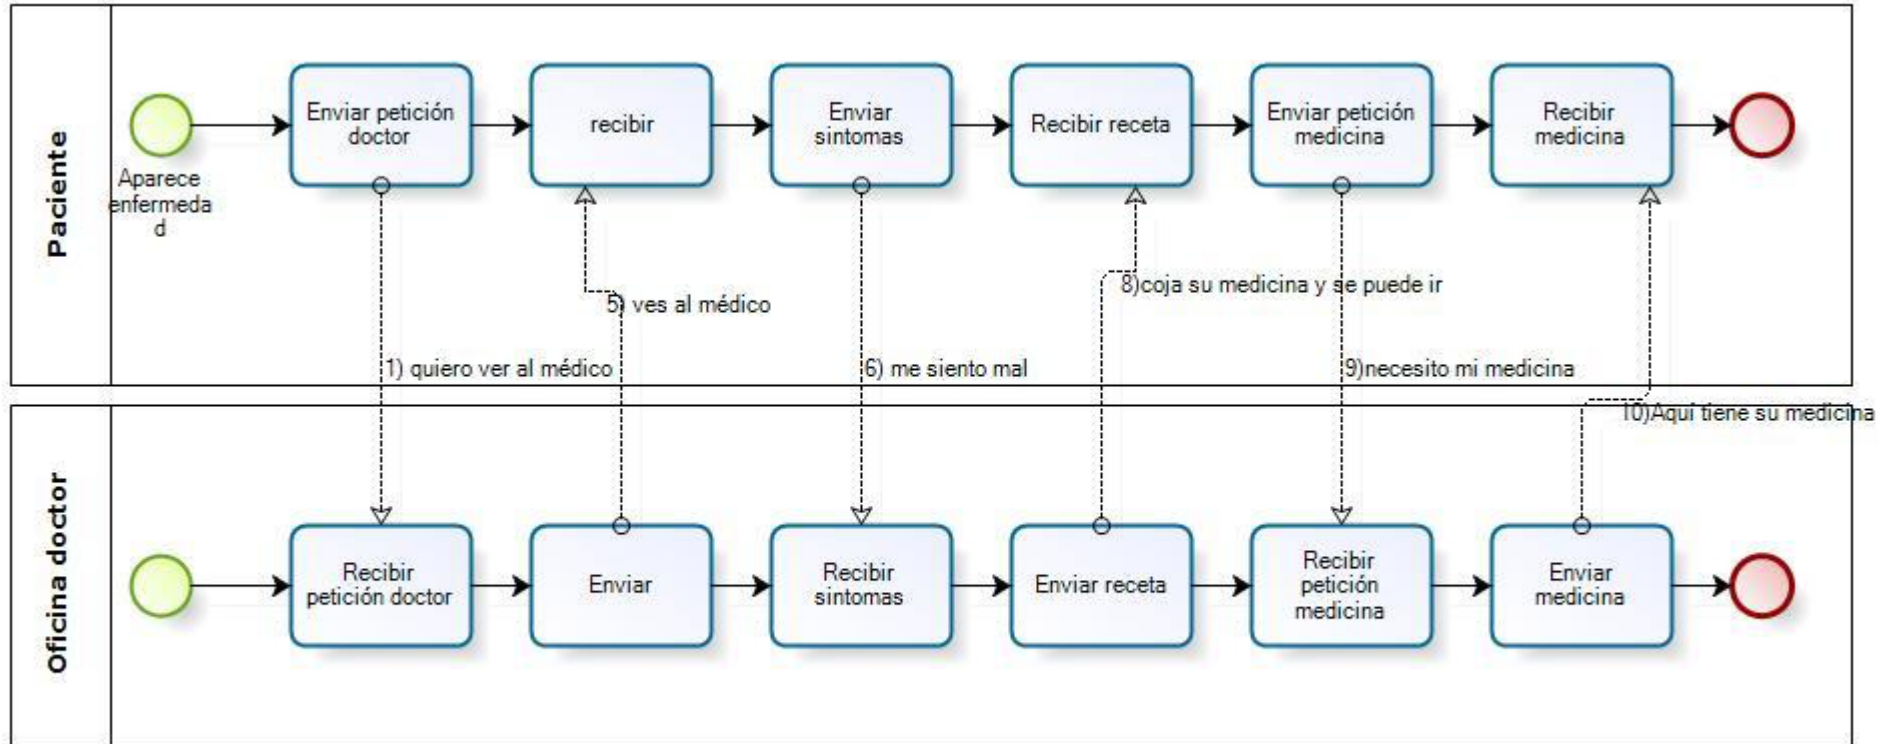 Paciente
Aparece
enfermeda
d
Enviar petición
doctor
recibir
Enviar
sintomas
Recibir receta
Enviar petición
medicina
Recibir
medicina
5) ves al médico
8)coja su medicina y se puede ir
1) quiero ver al médico
6) me siento mal
9)necesito mi medicina
10)Aquí tiene su medicina
Oficina doctor
Recibir
petición doctor
Enviar
Recibir
sintomas
Enviar receta
Recibir
petición
medicina
Enviar
medicina